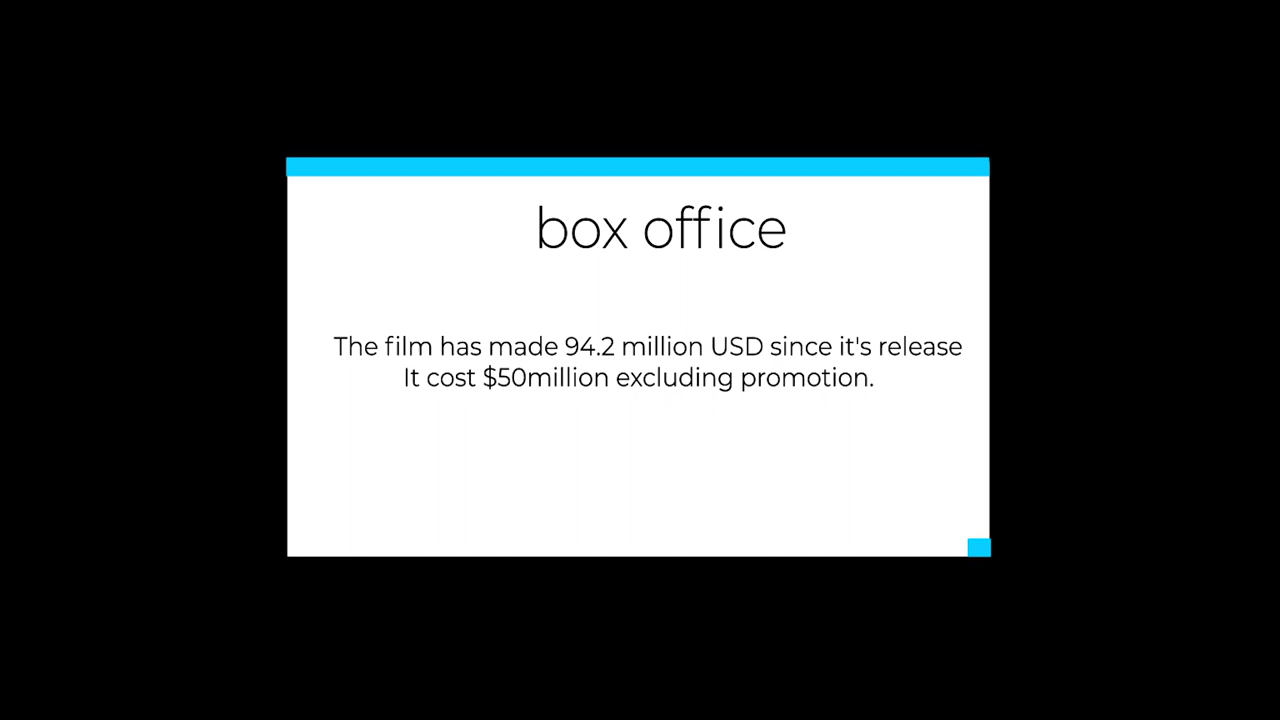 box office
The film has made 94.2 million USD since it's release
It cost $50million excluding promotion.